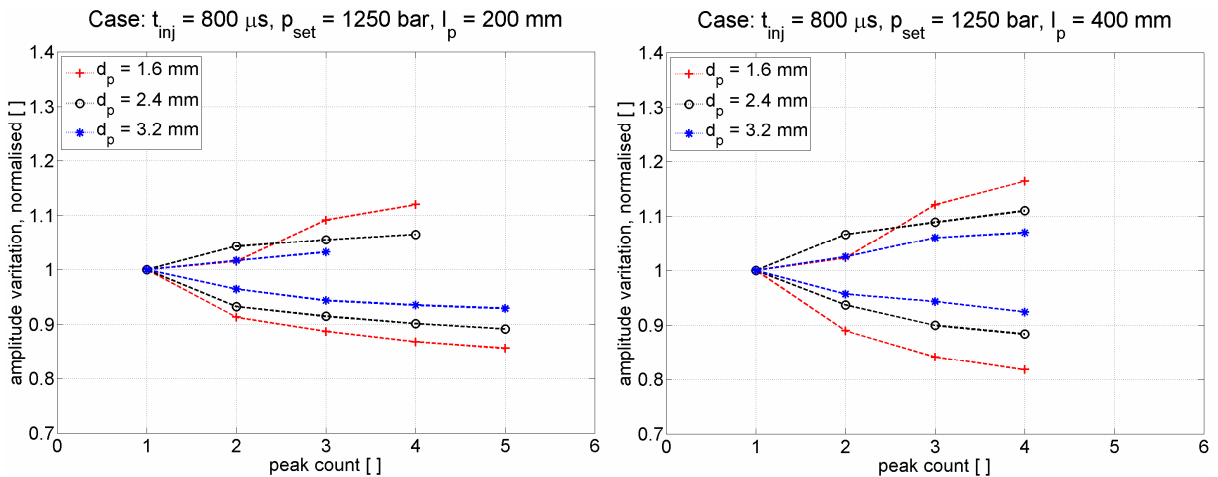 Case: t_inj = 800 μs, p_set = 1250 bar, l_p = 200 mm
1.4
1.3
1.2
1.1
1
0.9
0.8
0.7
amplitude varitation, normalised [ ]
d_p = 1.6 mm
d_p = 2.4 mm
d_p = 3.2 mm
0 1 2 3 4 5 6
peak count [ ]
Case: t_inj = 800 μs, p_set = 1250 bar, l_p = 400 mm
1.4
1.3
1.2
1.1
1
0.9
0.8
0.7
amplitude varitation, normalised [ ]
d_p = 1.6 mm
d_p = 2.4 mm
d_p = 3.2 mm
0 1 2 3 4 5 6
peak count [ ]